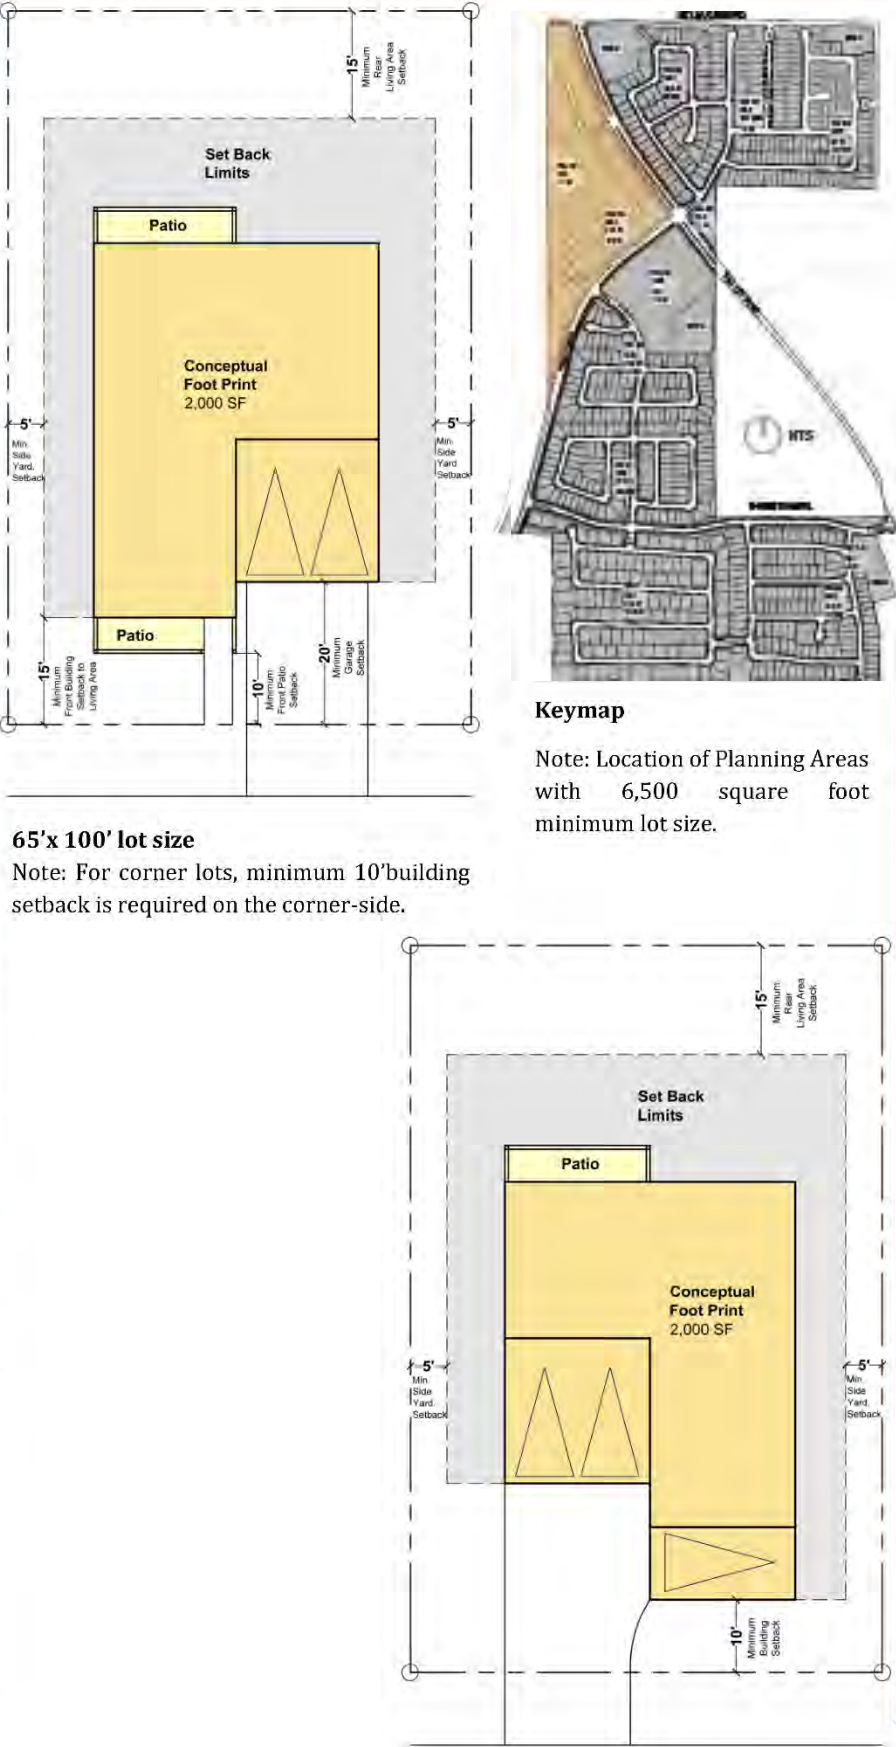 15'
Minimum
Rear
Living Area
Setback
Set Back
Limits
Patio
Conceptual
Foot Print
2,000 SF
5'
Min.
Side
Yard.
Setback
5'
Min.
Side
Yard
Setback
Patio
15'
Minimum
Front Building
Setback to
Living Area
10'
Minimum
Front Patio
Setback
20'
Minimum
Garage
Setback
65'x 100' lot size
Note: For corner lots, minimum 10'building
setback is required on the corner-side.
NTS
Keymap
Note: Location of Planning Areas
with 6,500 square foot
minimum lot size.
15'
Minimum
Rear
Living Area
Setback
Set Back
Limits
Patio
Conceptual
Foot Print
2,000 SF
5'
Min.
Side
Yard.
Setback
5'
Min.
Side
Yard.
Setback
10'
Minimum
Building
Setback